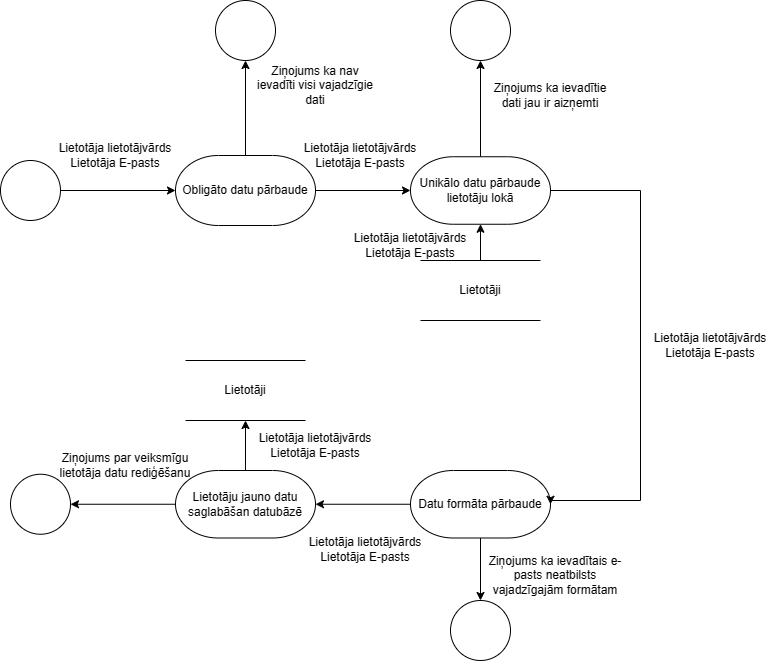 Ziņojums ka nav
ievadīti visi vajadzīgie
dati
Ziņojums ka ievadītie
dati jau ir aizņemti
Lietotāja lietotājvārds
Lietotāja E-pasts
Obligāto datu pārbaude
Lietotāja lietotājvārds
Lietotāja E-pasts
Unikālo datu pārbaude
lietotāju lokā
Lietotāja lietotājvārds
Lietotāja E-pasts
Lietotāji
Lietotāja lietotājvārds
Lietotāja E-pasts
Lietotāji
Lietotāja lietotājvārds
Lietotāja E-pasts
Ziņojums par veiksmīgu
lietotāja datu rediģēšanu
Lietotāju jauno datu
saglabāšan datubāzē
Datu formāta pārbaude
Lietotāja lietotājvārds
Lietotāja E-pasts
Ziņojums ka ievadītais e-
pasts neatbilsts
vajadzīgajām formātam